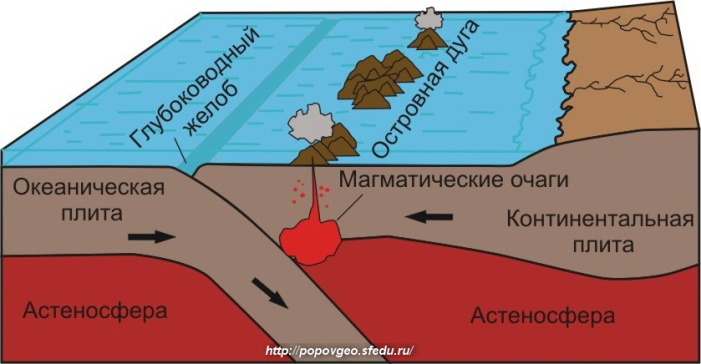 Глубоководный
желоб
Островная дуга
Океаническая
плита
Магматические очаги
Континентальная
плита
Астеносфера
Астеносфера
http://popovgeo.sfedu.ru/